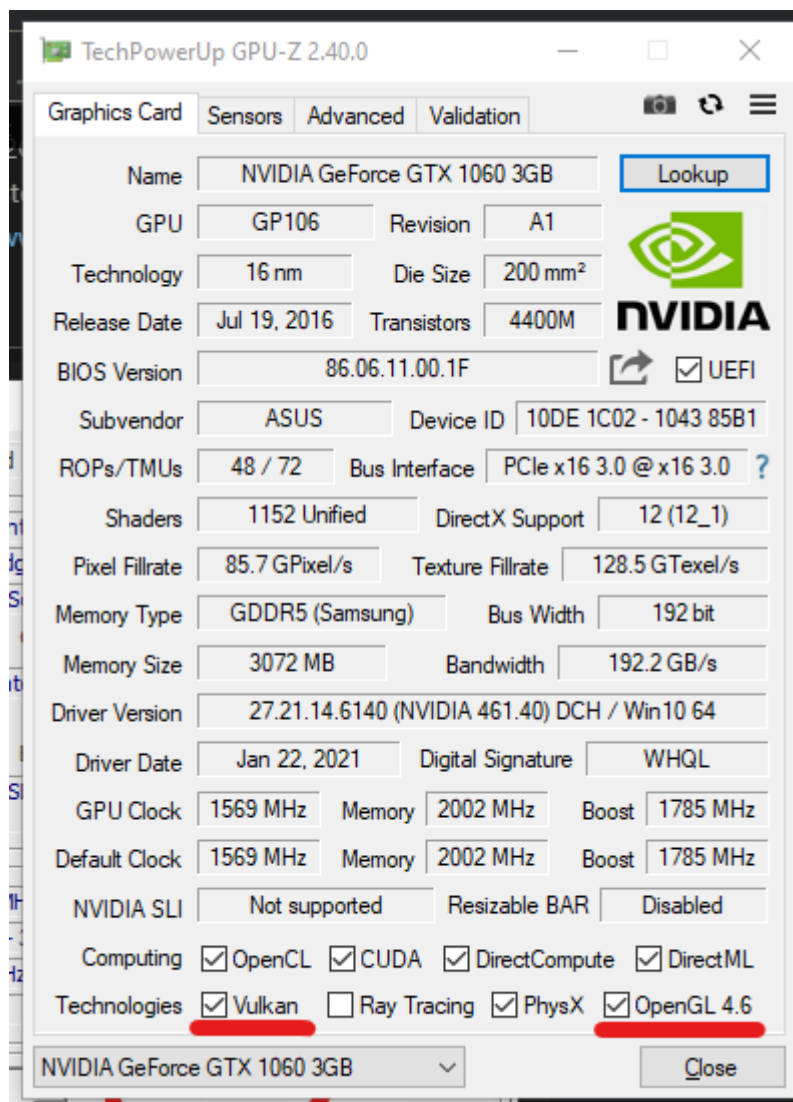 TechPowerUp GPU-Z 2.40.0
Graphics Card Sensors Advanced Validation
Name NVIDIA GeForce GTX 1060 3GB Lookup
GPU GP106 Revision A1
Technology 16 nm Die Size 200 mm²
Release Date Jul 19, 2016 Transistors 4400M
NVIDIA
BIOS Version 86.06.11.00.1F UEFI
Subvendor ASUS Device ID 10DE 1C02 - 1043 85B1
ROPs/TMUs 48 / 72 Bus Interface PCIe x16 3.0 @ x16 3.0 ?
Shaders 1152 Unified DirectX Support 12 (12_1)
Pixel Fillrate 85.7 GPixel/s Texture Fillrate 128.5 GTexel/s
Memory Type GDDR5 (Samsung) Bus Width 192 bit
Memory Size 3072 MB Bandwidth 192.2 GB/s
Driver Version 27.21.14.6140 (NVIDIA 461.40) DCH / Win10 64
Driver Date Jan 22, 2021 Digital Signature WHQL
GPU Clock 1569 MHz Memory 2002 MHz Boost 1785 MHz
Default Clock 1569 MHz Memory 2002 MHz Boost 1785 MHz
NVIDIA SLI Not supported Resizable BAR Disabled
Computing OpenCL CUDA DirectCompute DirectML
Technologies Vulkan Ray Tracing PhysX OpenGL 4.6
NVIDIA GeForce GTX 1060 3GB Close